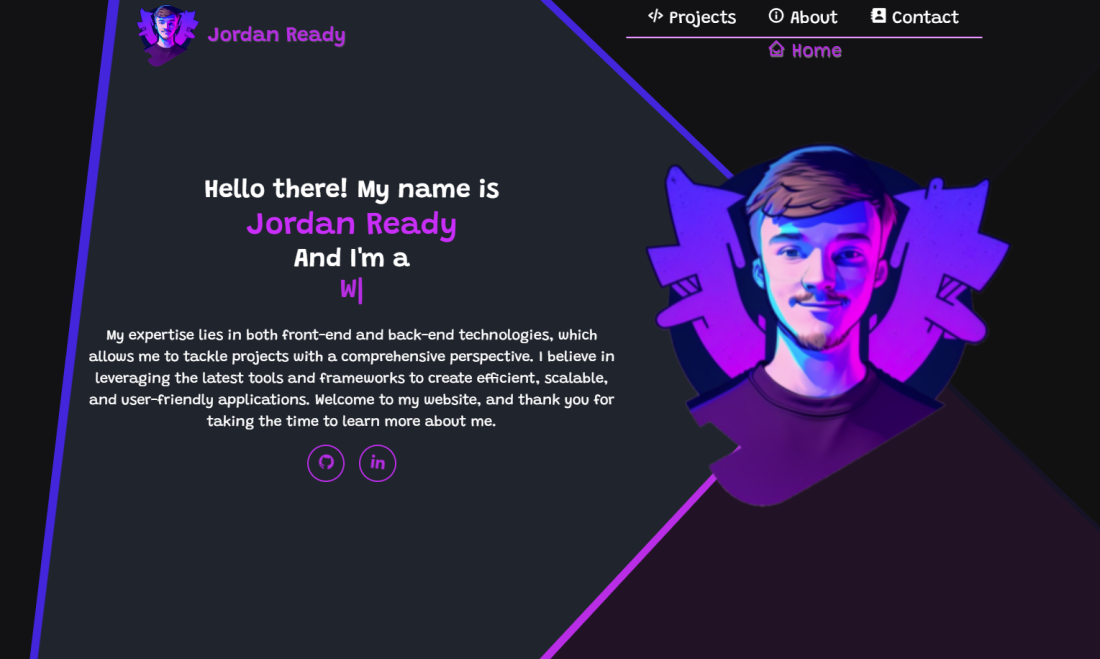 Jordan Ready
Projects
About
Contact
Home
Hello there! My name is
Jordan Ready
And I'm a
W|
My expertise lies in both front-end and back-end technologies, which
allows me to tackle projects with a comprehensive perspective. I believe in
leveraging the latest tools and frameworks to create efficient, scalable,
and user-friendly applications. Welcome to my website, and thank you for
taking the time to learn more about me.
in